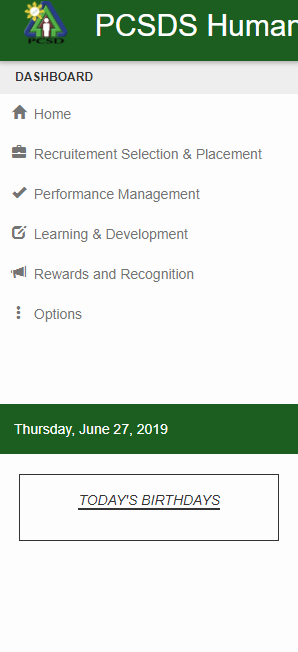 PCSD
PCSDS Human
DASHBOARD
Home
Recruitement Selection & Placement
Performance Management
Learning & Development
Rewards and Recognition
Options
Thursday, June 27, 2019
TODAY'S BIRTHDAYS